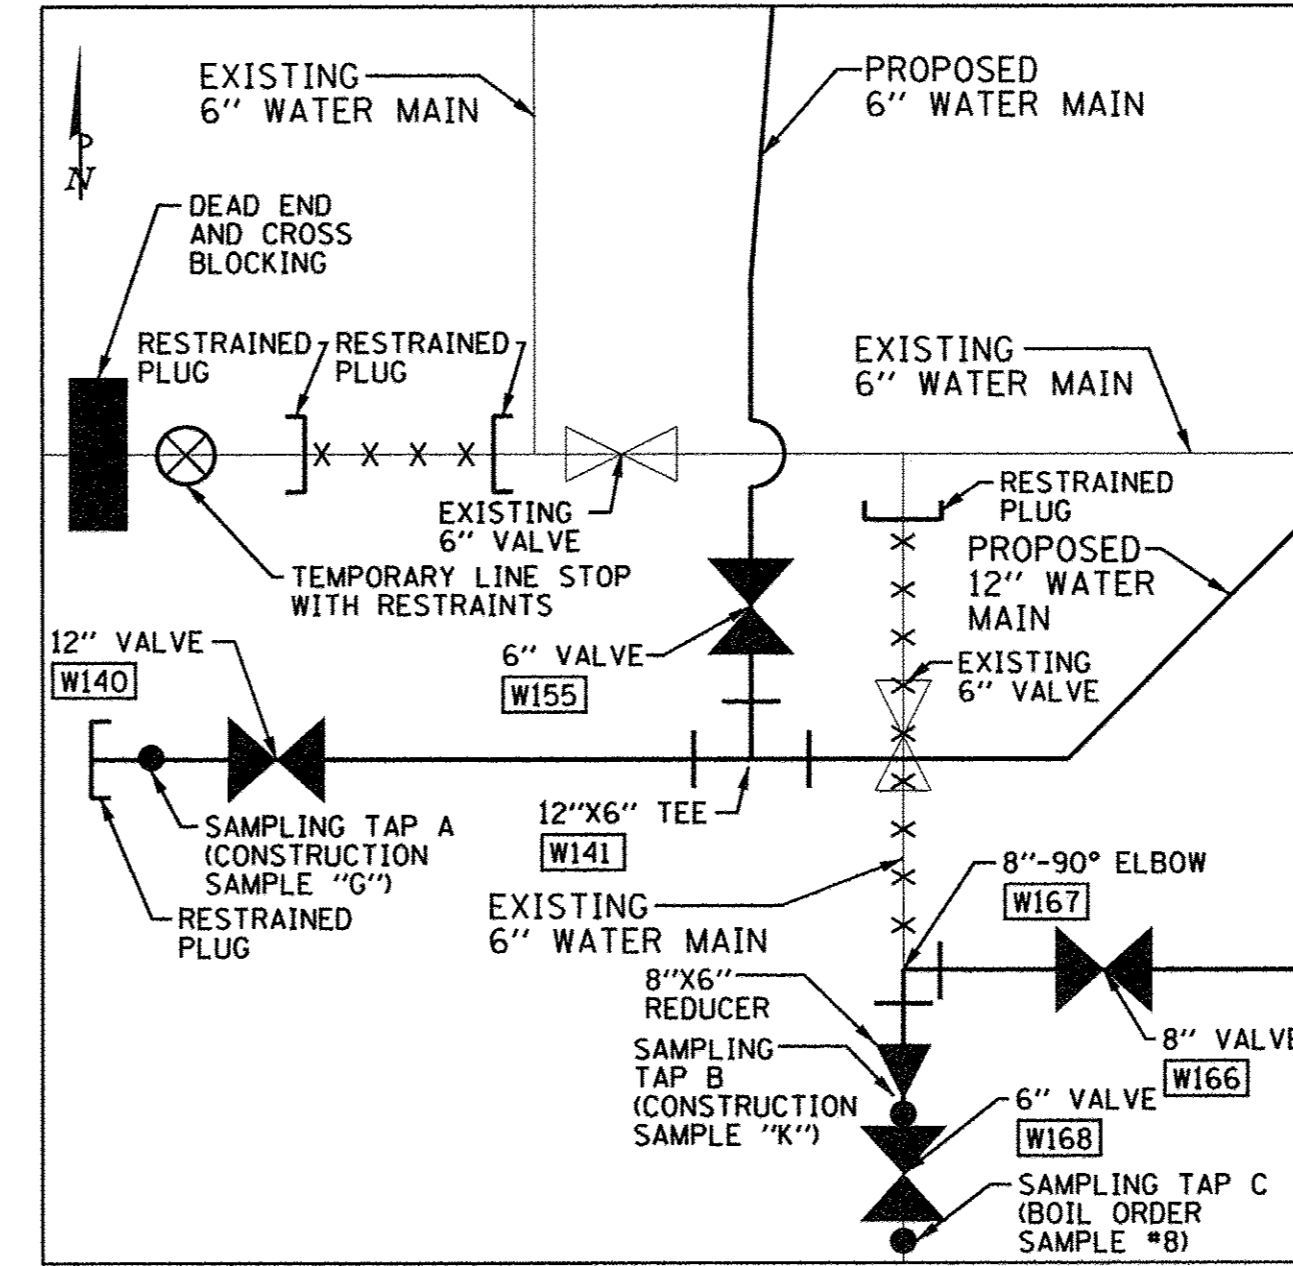 EXISTING
6" WATER MAIN
PROPOSED
6" WATER MAIN
N
DEAD END
AND CROSS
BLOCKING
RESTRAINED
PLUG
RESTRAINED
PLUG
EXISTING
6" WATER MAIN
EXISTING
6" VALVE
RESTRAINED
PLUG
PROPOSED
12" WATER
MAIN
TEMPORARY LINE STOP
WITH RESTRAINTS
12" VALVE
W140
6" VALVE
W155
EXISTING
6" VALVE
SAMPLING TAP A
(CONSTRUCTION
SAMPLE "G")
RESTRAINED
PLUG
12"X6" TEE
W141
EXISTING
6" WATER MAIN
8"-90° ELBOW
W167
8"X6"
REDUCER
SAMPLING
TAP B
(CONSTRUCTION
SAMPLE "K")
8" VALVE
W166
6" VALVE
W168
SAMPLING TAP C
(BOIL ORDER
SAMPLE #8)